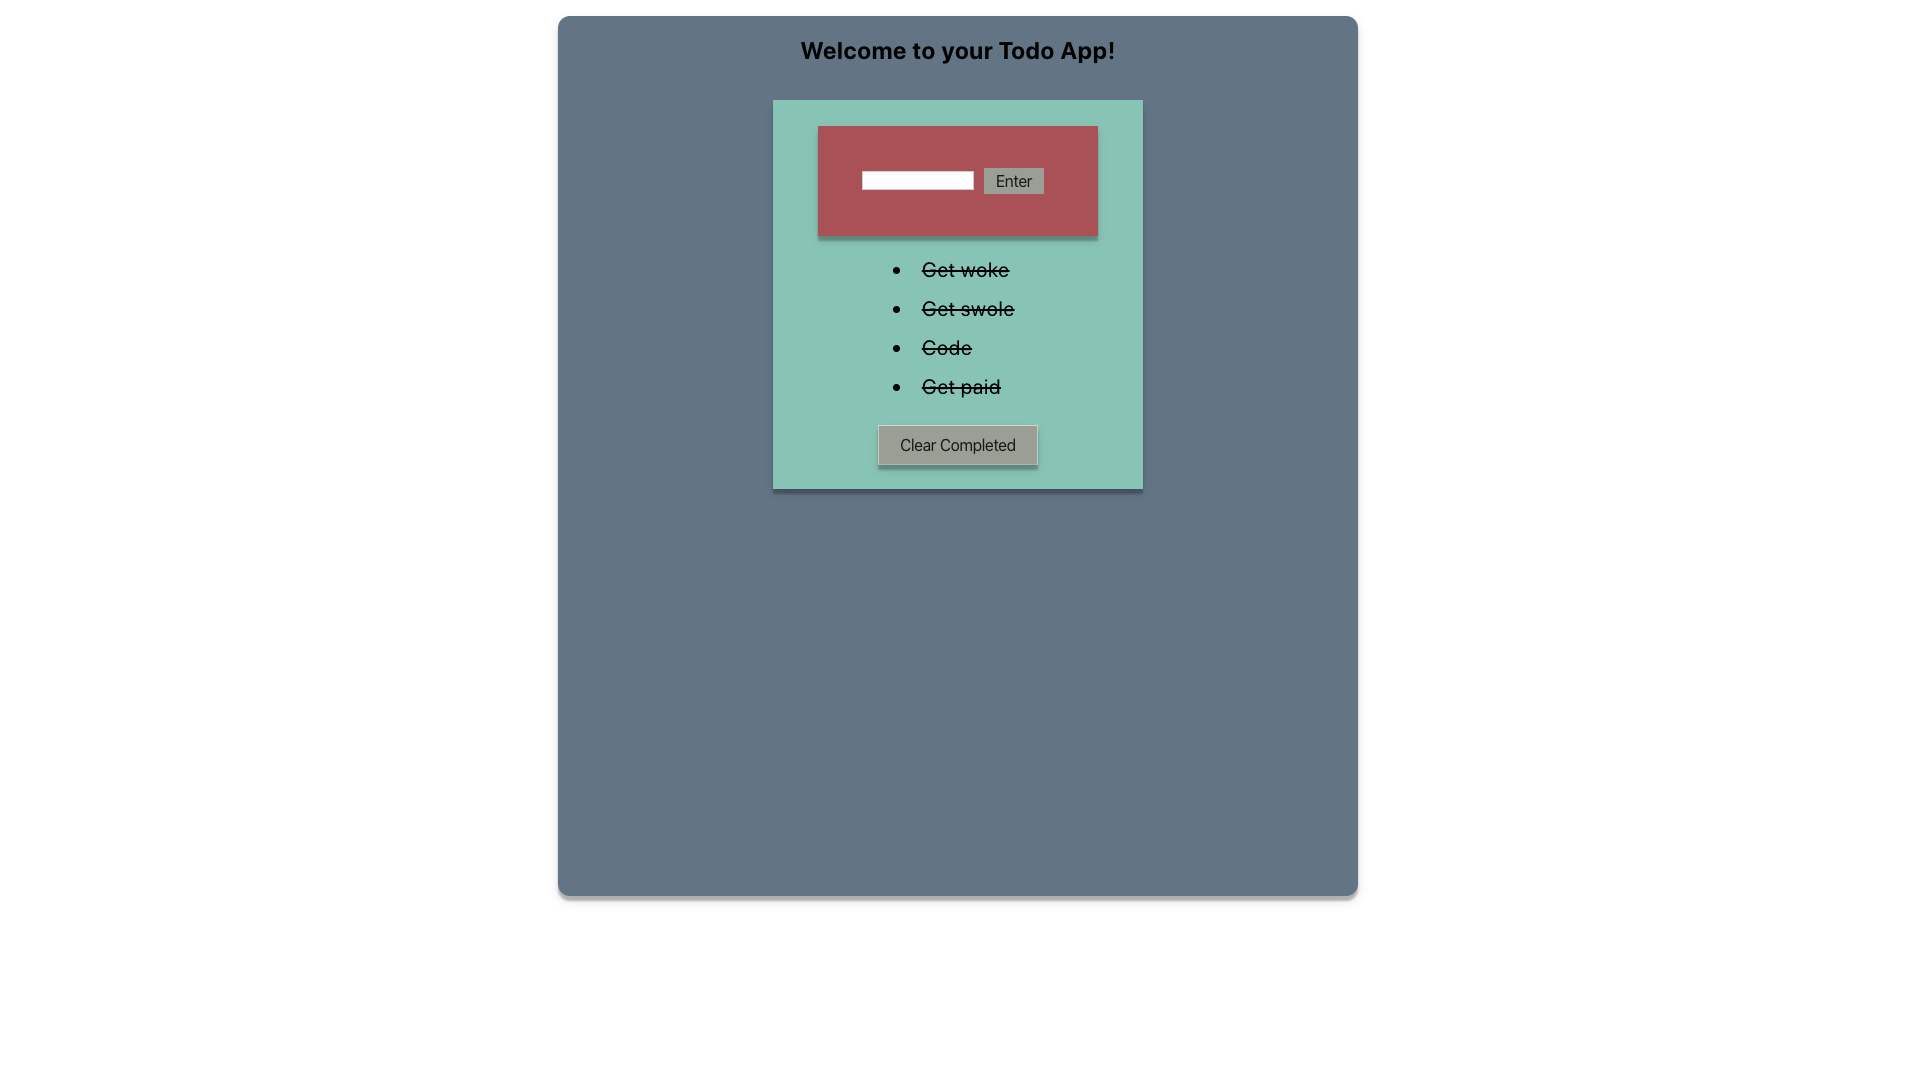 Welcome to your Todo App!
Enter
Get woke
Get swole
Code
Get paid
Clear Completed